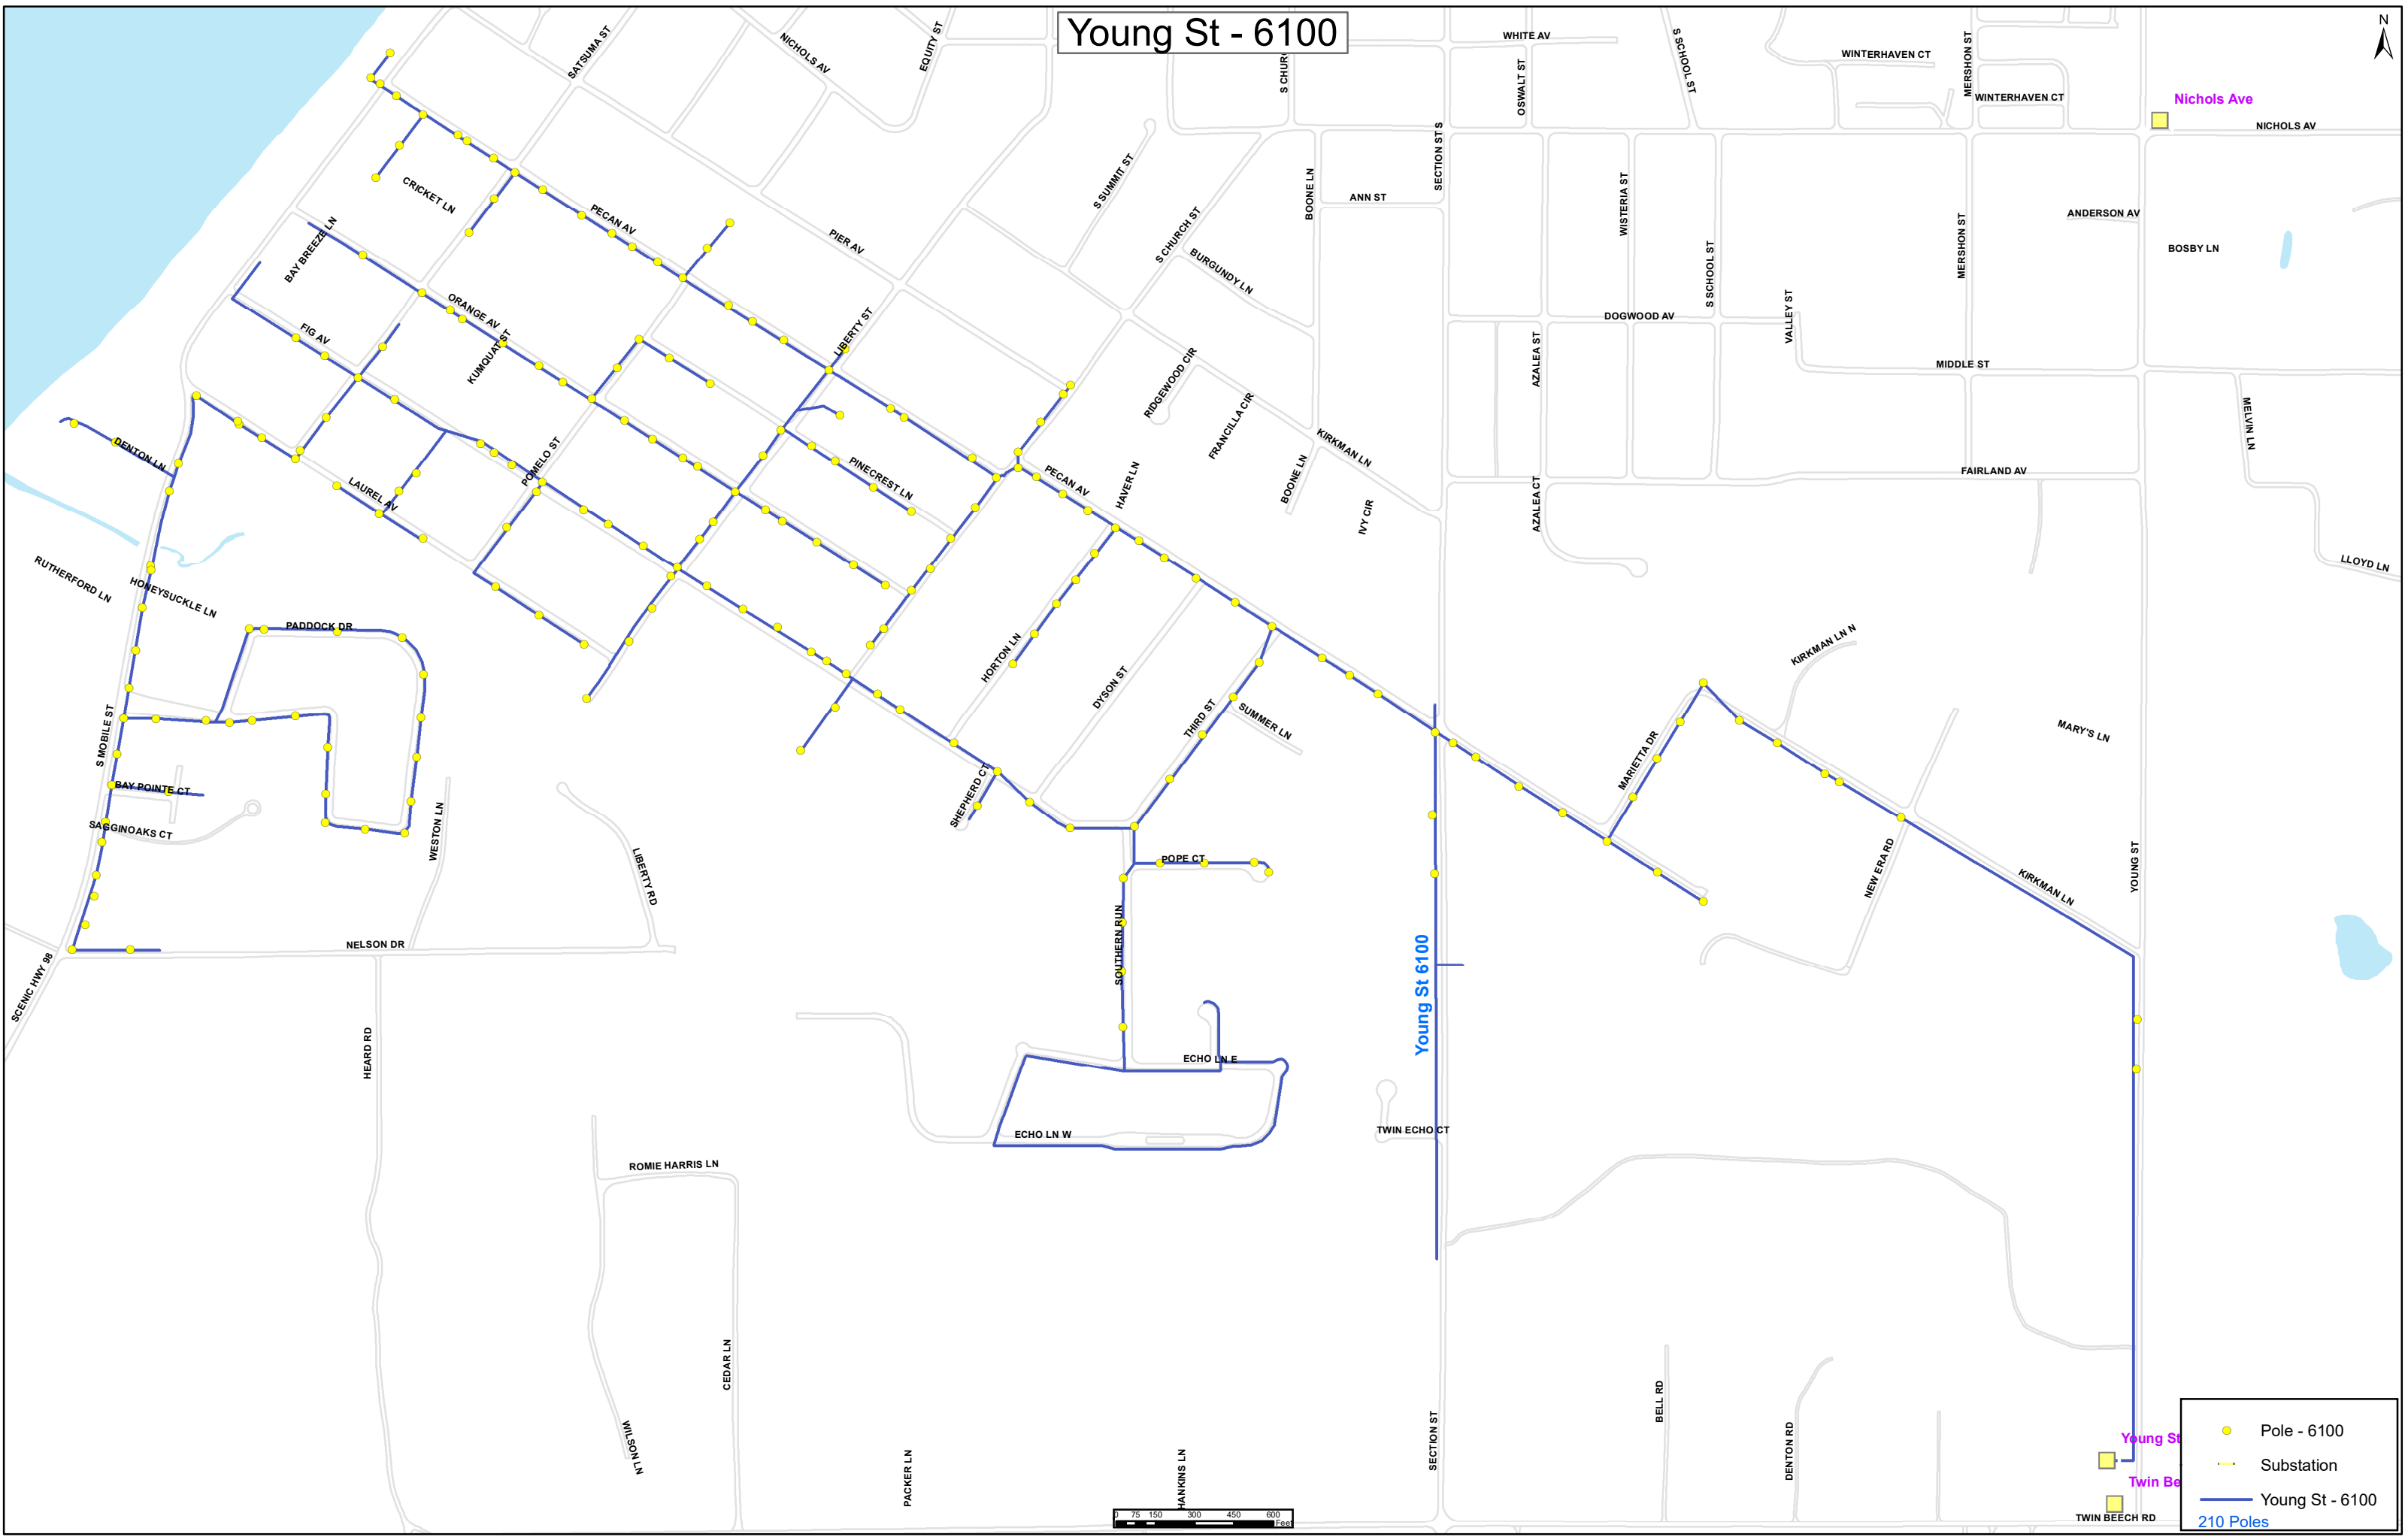 Young St - 6100
N
SATSUMA ST
NICHOLS AV
EQUITY ST
S CHURC
WHITE AV
OSWALT ST
S SCHOOL ST
WINTERHAVEN CT
MERSHON ST
WINTERHAVEN CT
Nichols Ave
NICHOLS AV
SECTION ST S
CRICKET LN
S SUMMIT ST
BOONE LN
ANN ST
WISTERIA ST
ANDERSON AV
BAY BREEZE LN
PECAN AV
PIER AV
S CHURCH ST
BURGUNDY LN
S SCHOOL ST
MERSHON ST
BOSBY LN
ORANGE AV
FIG AV
KUMQUAT ST
LIBERTY ST
DOGWOOD AV
VALLEY ST
AZALEA ST
MIDDLE ST
RIDGEWOOD CIR
FRANCILLA CIR
MELVIN LN
DENTON LN
POMELO ST
PINECREST LN
PECAN AV
HAVER LN
BOONE LN
KIRKMAN LN
FAIRLAND AV
LAUREL AV
IVY CIR
AZALEA CT
LLOYD LN
RUTHERFORD LN
HONEYSUCKLE LN
PADDOCK DR
HORTON LN
DYSON ST
KIRKMAN LN N
S MOBILE ST
THIRD ST
SUMMER LN
MARIETTA DR
MARY'S LN
BAY POINTE CT
SAGGINOAKS CT
WESTON LN
SHEPHERD CT
LIBERTY RD
POPE CT
NEW ERA RD
KIRKMAN LN
YOUNG ST
NELSON DR
SCENIC HWY 98
SOUTHERN RUN
Young St 6100
HEARD RD
ECHO LN E
ECHO LN W
TWIN ECHO CT
ROMIE HARRIS LN
CEDAR LN
WILSON LN
PACKER LN
HANKINS LN
SECTION ST
BELL RD
DENTON RD
Young St
Twin Be
TWIN BEECH RD
0 75 150 300 450 600
Feet
Pole - 6100
Substation
Young St - 6100
210 Poles